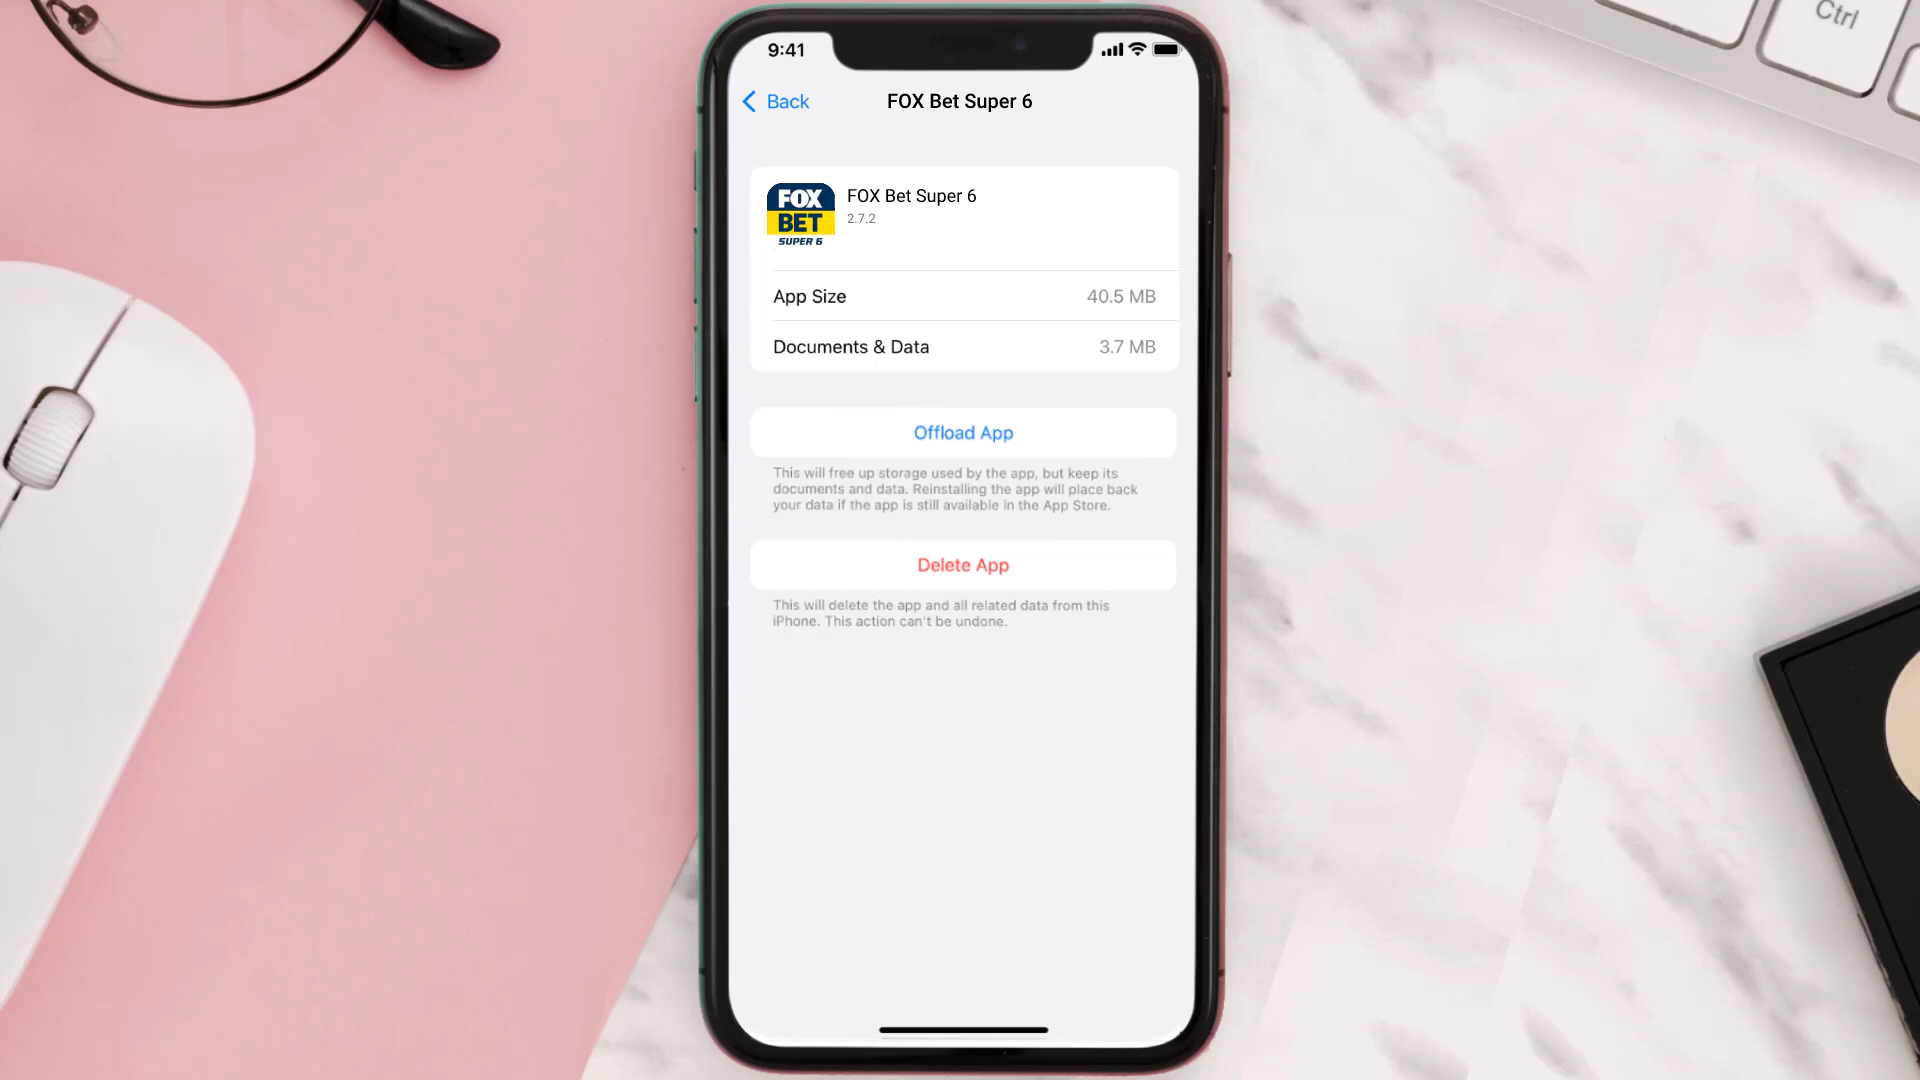 Ctrl
9:41
Back
FOX Bet Super 6
FOX
BET
SUPER 6
FOX Bet Super 6
2.7.2
App Size
40.5 MB
Documents & Data
3.7 MB
Offload App
This will free up storage used by the app, but keep its
documents and data. Reinstalling the app will place back
your data if the app is still available in the App Store.
Delete App
This will delete the app and all related data from this
iPhone. This action can't be undone.